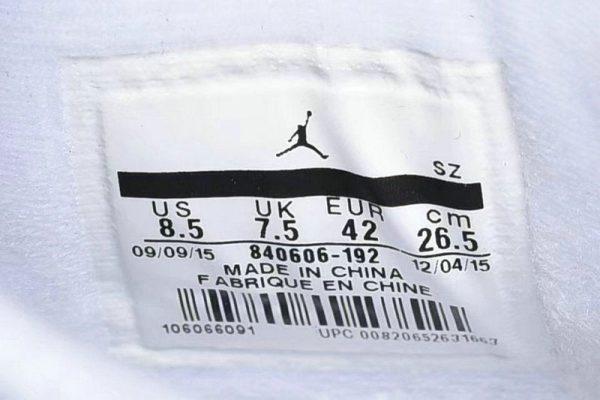 SZ
US UK EUR cm
8.5 7.5 42 26.5
09/09/15 840606-192 12/04/15
MADE IN CHINA
FABRIQUE EN CHINE
106066091 UPC 00820652631663